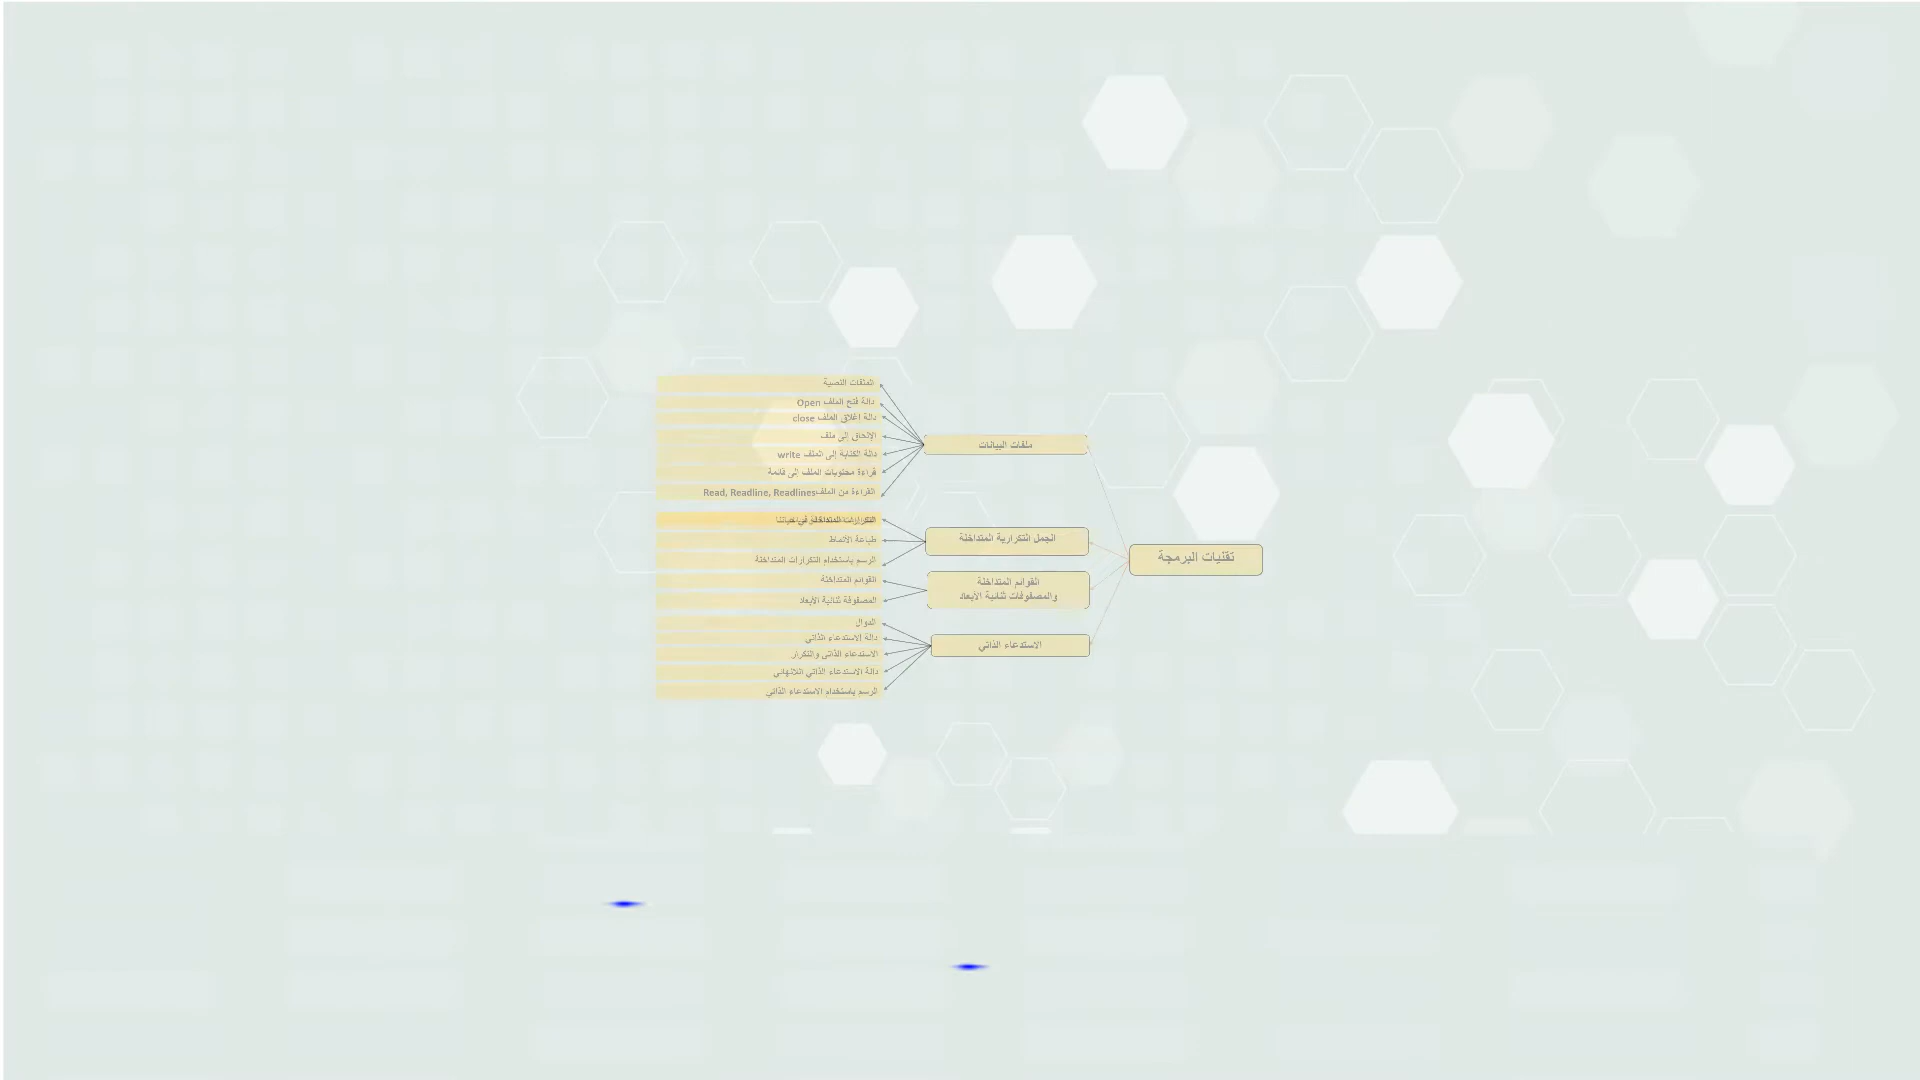 تقنيات البرمجة
ملفات البيانات
الملفات النصية
دالة فتح الملف Open
دالة إغلاق الملف close
الإلحاق إلى ملف
دالة الكتابة إلى الملف write
قراءة محتويات الملف إلى قائمة
القراءة من الملفRead, Readline, Readlines
الجمل التكرارية المتداخلة
طباعة الأنماط
الرسم باستخدام التكرارات المتداخلة
القوائم المتداخلة
والمصفوفات ثنائية الأبعاد
القوائم المتداخلة
المصفوفة ثنائية الأبعاد
الاستدعاء الذاتي
الدوال
دالة الاستدعاء الذاتي
الاستدعاء الذاتي والتكرار
دالة الاستدعاء الذاتي اللانهائي
الرسم باستخدام الاستدعاء الذاتي